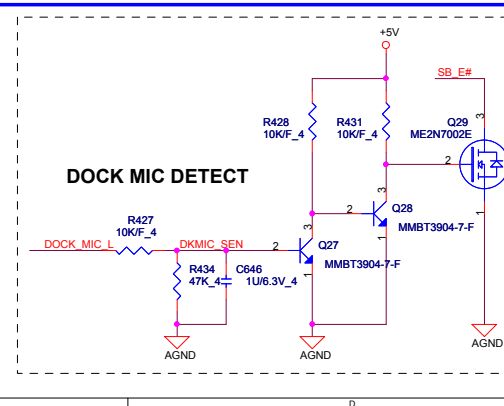 +5V
SB_E#
R428
10K/F_4
R431
10K/F_4
3
Q29
ME2N7002E
2
1
DOCK MIC DETECT
3
2
Q28
1
MMBT3904-7-F
R427
10K/F_4
DOCK_MIC_L
DKMIC_SEN
2
3
Q27
MMBT3904-7-F
1
R434
47K_4
C646
1U/6.3V_4
AGND
AGND
AGND